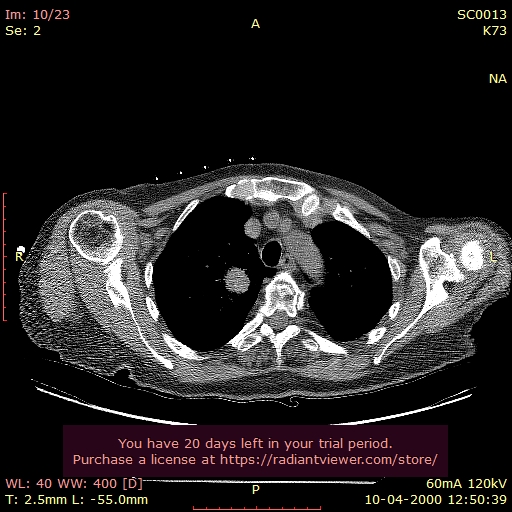 Im: 10/23
Se: 2
A
SC0013
K73
NA
R
L
You have 20 days left in your trial period.
Purchase a license at https://radiantviewer.com/store/
WL: 40 WW: 400 [D]
T: 2.5mm L: -55.0mm
P
60mA 120kV
10-04-2000 12:50:39